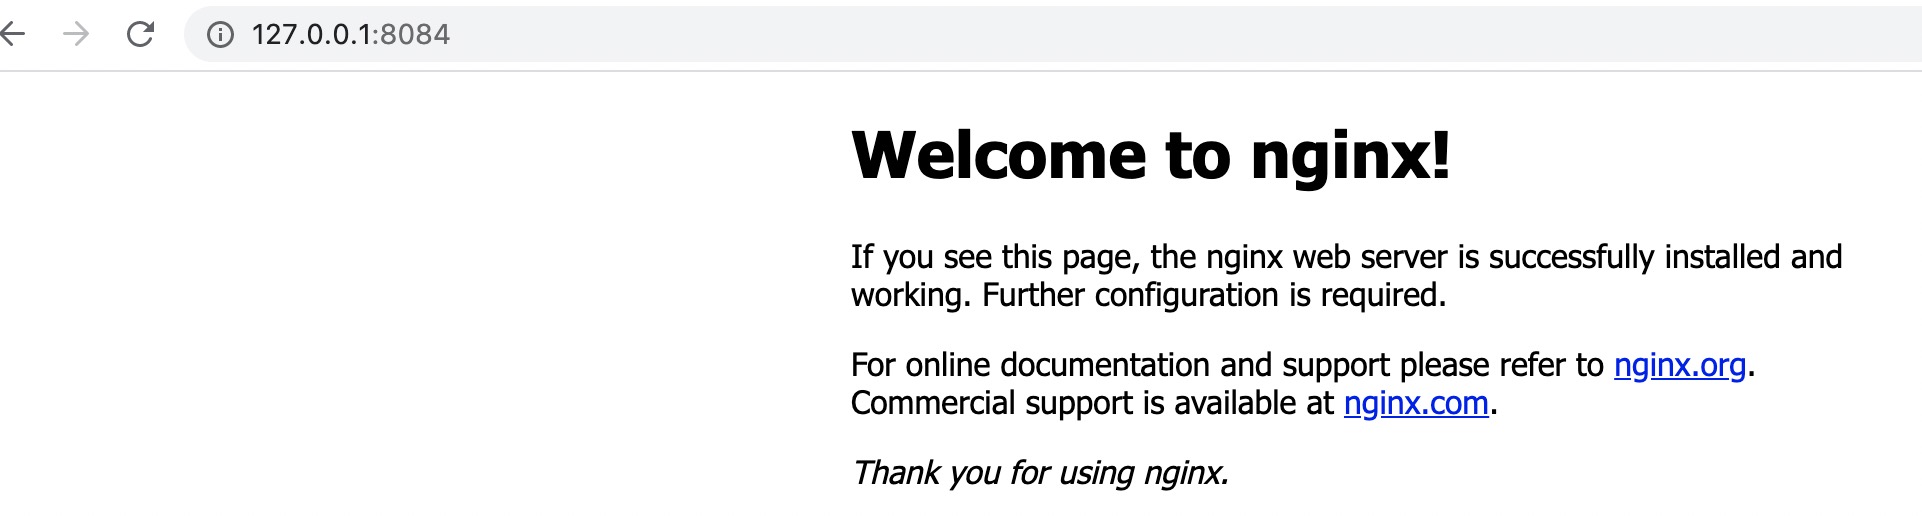 127.0.0.1:8084
Welcome to nginx!
If you see this page, the nginx web server is successfully installed and
working. Further configuration is required.
For online documentation and support please refer to nginx.org.
Commercial support is available at nginx.com.
Thank you for using nginx.